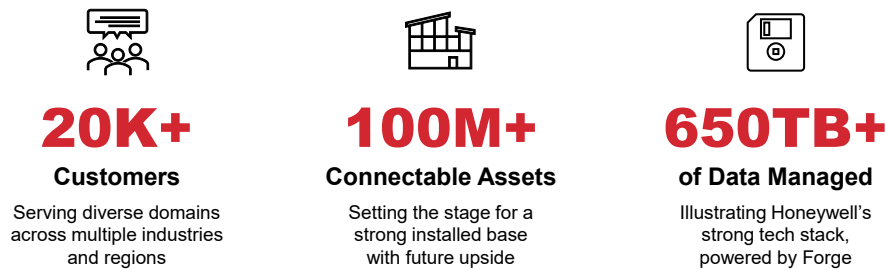 20K+
Customers
Serving diverse domains
across multiple industries
and regions
100M+
Connectable Assets
Setting the stage for a
strong installed base
with future upside
650TB+
of Data Managed
Illustrating Honeywell's
strong tech stack,
powered by Forge